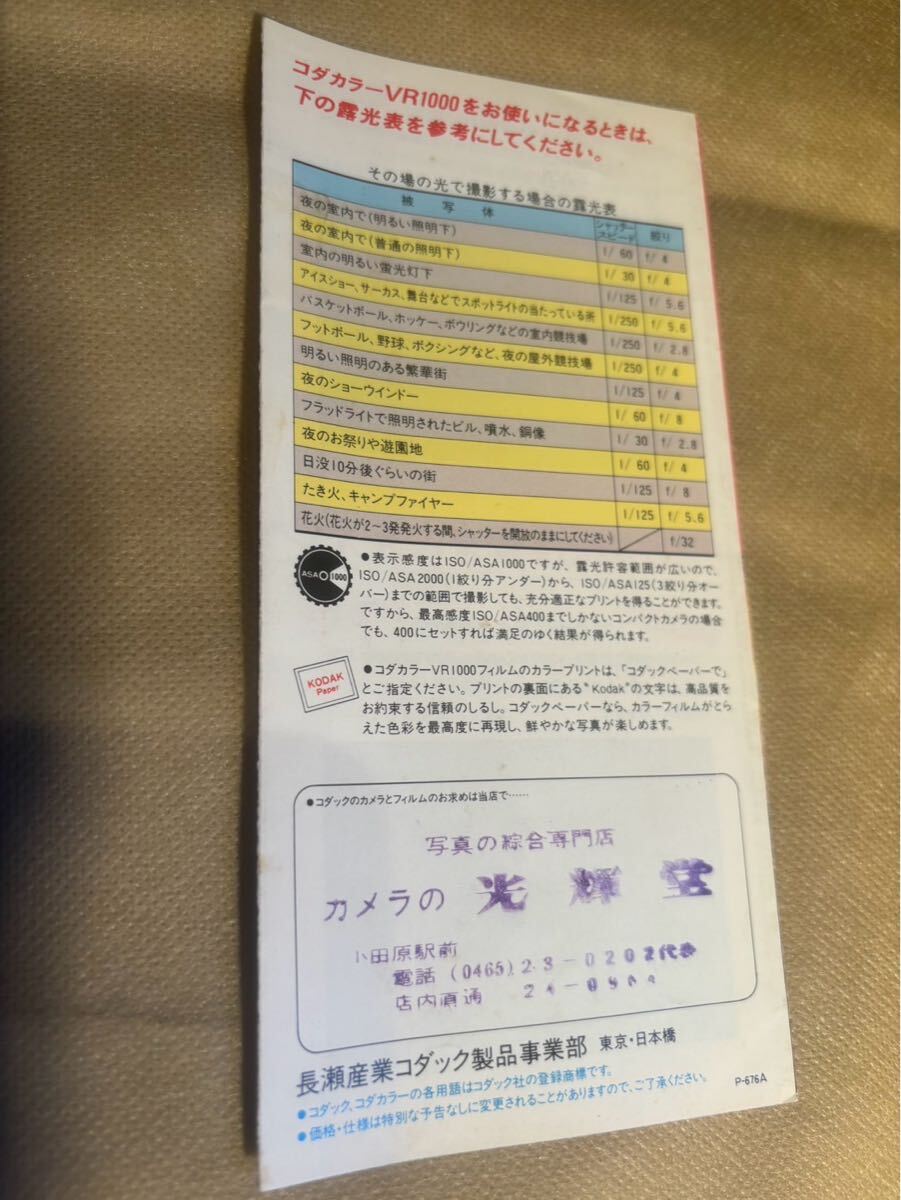 コダカラーVR1000をお使いになるときは、
下の露光表を参考にしてください。
その場の光で撮影する場合の露光表
被写体 シャッタースピード 絞り
夜の室内で(明るい照明下) 1/60 f/4
夜の室内で(普通の照明下) 1/30 f/4
室内の明るい蛍光灯下 1/125 f/5.6
アイスショー、サーカス、舞台などでスポットライトの当たっている所 1/250 f/5.6
バスケットボール、ホッケー、ボウリングなどの室内競技場 1/250 f/2.8
フットボール、野球、ボクシングなど、夜の屋外競技場 1/250 f/4
明るい照明のある繁華街 1/125 f/4
夜のショーウインドー 1/60 f/8
フラッドライトで照明されたビル、噴水、銅像 1/30 f/2.8
夜のお祭りや遊園地 1/60 f/4
日没10分後ぐらいの街 1/125 f/8
たき火、キャンプファイヤー 1/125 f/5.6
花火(花火が2〜3発発火する間、シャッターを開放のままにしてください) f/32
ASA 1000
●表示感度はISO/ASA1000ですが、露光許容範囲が広いので、
ISO/ASA2000(1絞り分アンダー)から、ISO/ASA125(3絞り分オー
バー)までの範囲で撮影しても、充分適正なプリントを得ることができます。
ですから、最高感度ISO/ASA400までしかないコンパクトカメラの場合
でも、400にセットすれば満足のゆく結果が得られます。
KODAK
Paper
●コダカラーVR1000フィルムのカラープリントは、「コダックペーパーで」
とご指定ください。プリントの裏面にある“Kodak”の文字は、高品質を
お約束する信頼のしるし。コダックペーパーなら、カラーフィルムがとら
えた色彩を最高度に再現し、鮮やかな写真が楽しめます。
●コダックのカメラとフィルムのお求めは当店で……
写真の綜合専門店
カメラの 光輝堂
小田原駅前
電話 (0465) 23-0202代表
店内直通 24-
長瀬産業コダック製品事業部 東京・日本橋
●コダック、コダカラーの各用語はコダック社の登録商標です。
●価格・仕様は特別な予告なしに変更されることがありますので、ご了承ください。
P-676A